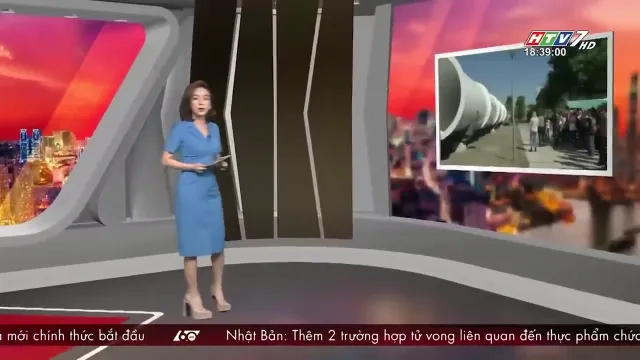 HTV7 HD
18:39:00
mới chính thức bắt đầu
60
Nhật Bản: Thêm 2 trường hợp tử vong liên quan đến thực phẩm chức